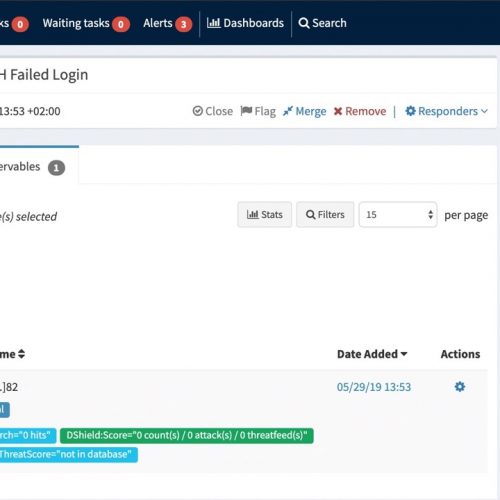 ks 0 Waiting tasks 0 Alerts 3 Dashboards Search
H Failed Login
13:53 +02:00 Close Flag Merge Remove | Responders
ervables 1
e(s) selected Stats Filters 15 per page
me Date Added Actions
.]82 05/29/19 13:53
l
rch="0 hits" DShield:Score="0 count(s) / 0 attack(s) / 0 threatfeed(s)"
ThreatScore="not in database"